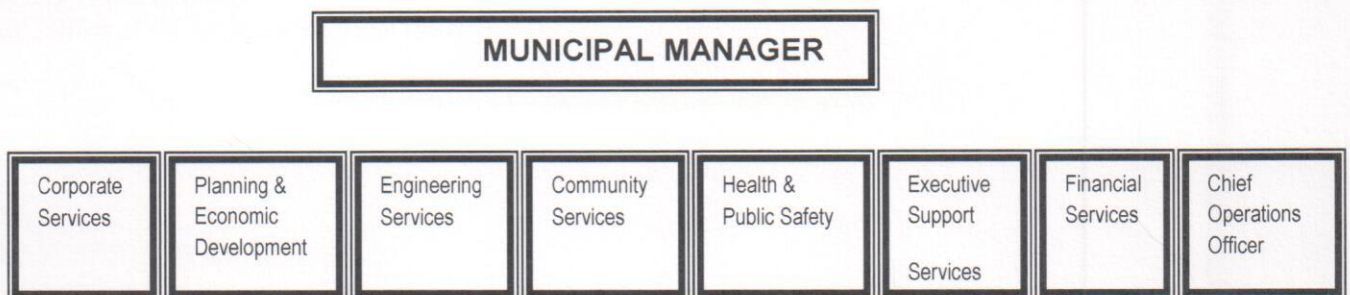 MUNICIPAL MANAGER
Corporate
Services
Planning &
Economic
Development
Engineering
Services
Community
Services
Health &
Public Safety
Executive
Support
Services
Financial
Services
Chief
Operations
Officer